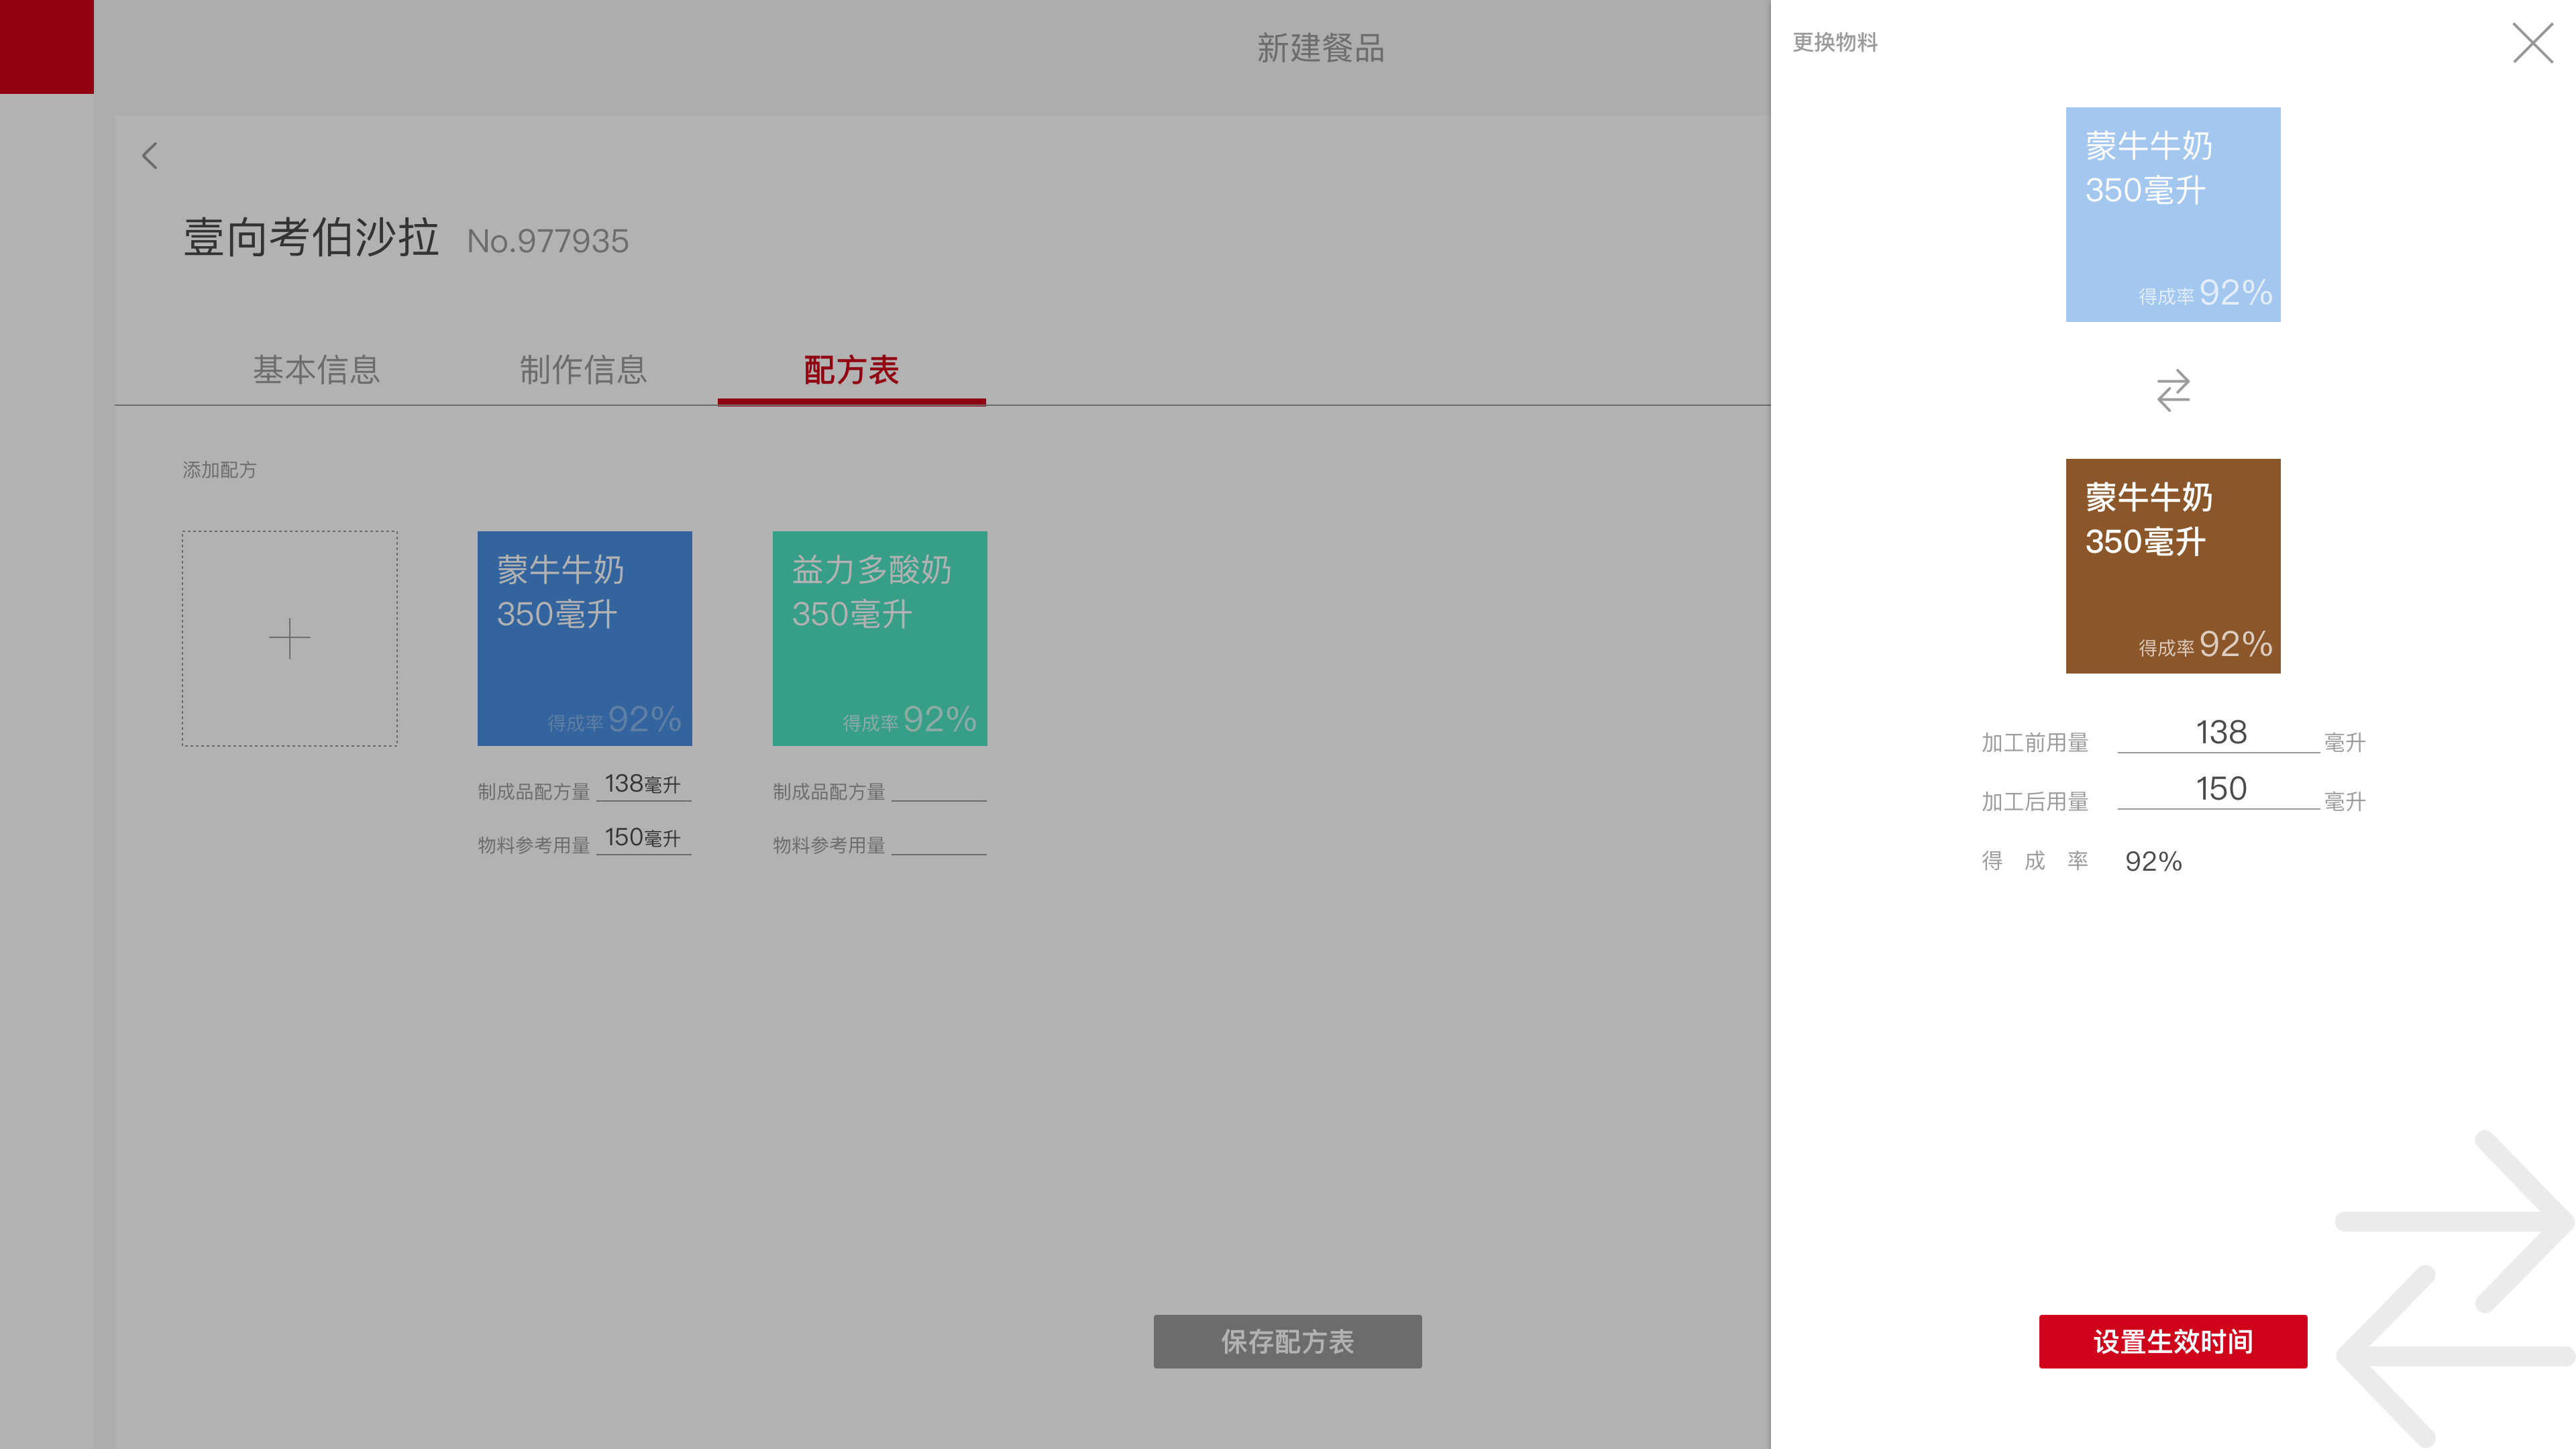 新建餐品
壹向考伯沙拉 No.977935
基本信息 制作信息 配方表
添加配方
蒙牛牛奶
350毫升
得成率 92%
制成品配方量 138毫升
物料参考用量 150毫升
益力多酸奶
350毫升
得成率 92%
制成品配方量
物料参考用量
保存配方表
更换物料
蒙牛牛奶
350毫升
得成率 92%
蒙牛牛奶
350毫升
得成率 92%
加工前用量 138 毫升
加工后用量 150 毫升
得 成 率 92%
设置生效时间